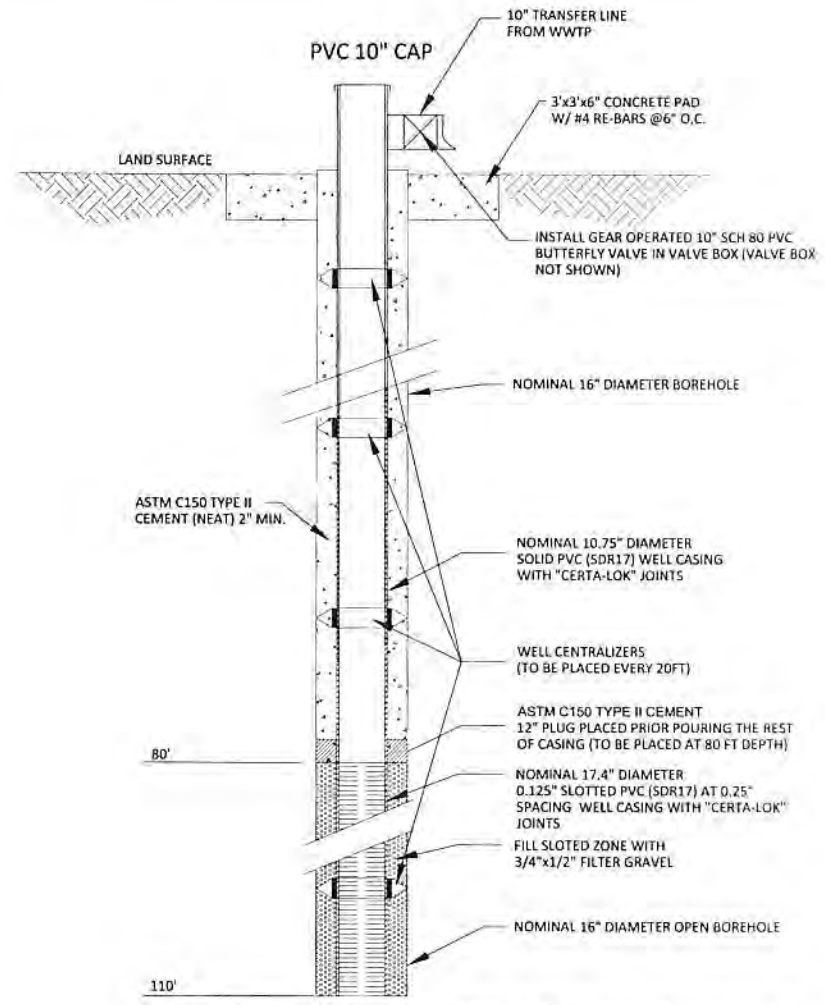 10" TRANSFER LINE
FROM WWTP
PVC 10" CAP
3'x3'x6" CONCRETE PAD
W/ #4 RE-BARS @6" O.C.
LAND SURFACE
INSTALL GEAR OPERATED 10" SCH 80 PVC
BUTTERFLY VALVE IN VALVE BOX (VALVE BOX
NOT SHOWN)
NOMINAL 16" DIAMETER BOREHOLE
ASTM C150 TYPE II
CEMENT (NEAT) 2" MIN.
NOMINAL 10.75" DIAMETER
SOLID PVC (SDR17) WELL CASING
WITH "CERTA-LOK" JOINTS
WELL CENTRALIZERS
(TO BE PLACED EVERY 20FT)
ASTM C150 TYPE II CEMENT
12" PLUG PLACED PRIOR POURING THE REST
OF CASING (TO BE PLACED AT 80 FT DEPTH)
80'
NOMINAL 17.4" DIAMETER
0.125" SLOTTED PVC (SDR17) AT 0.25"
SPACING WELL CASING WITH "CERTA-LOK"
JOINTS
FILL SLOTED ZONE WITH
3/4"x1/2" FILTER GRAVEL
NOMINAL 16" DIAMETER OPEN BOREHOLE
110'